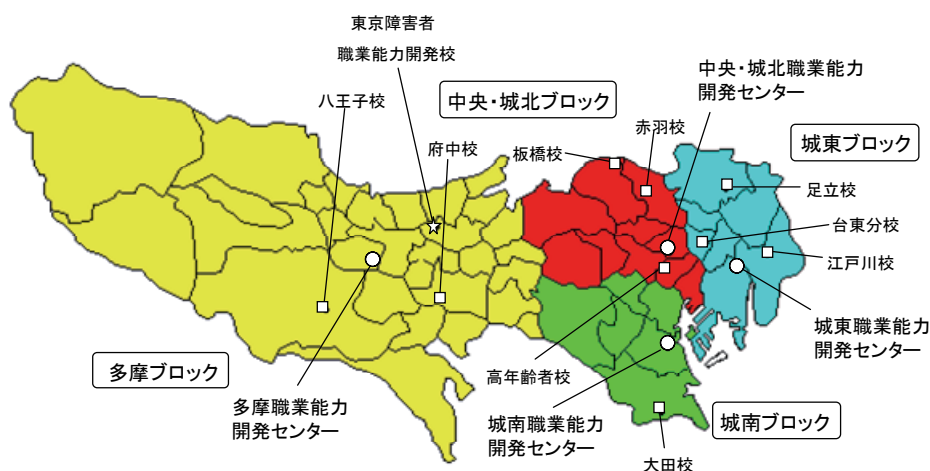 東京障害者
職業能力開発校
八王子校
中央・城北ブロック
府中校
板橋校
赤羽校
中央・城北職業能力
開発センター
城東ブロック
足立校
台東分校
江戸川校
城東職業能力
開発センター
多摩ブロック
多摩職業能力
開発センター
高年齢者校
城南職業能力
開発センター
城南ブロック
大田校